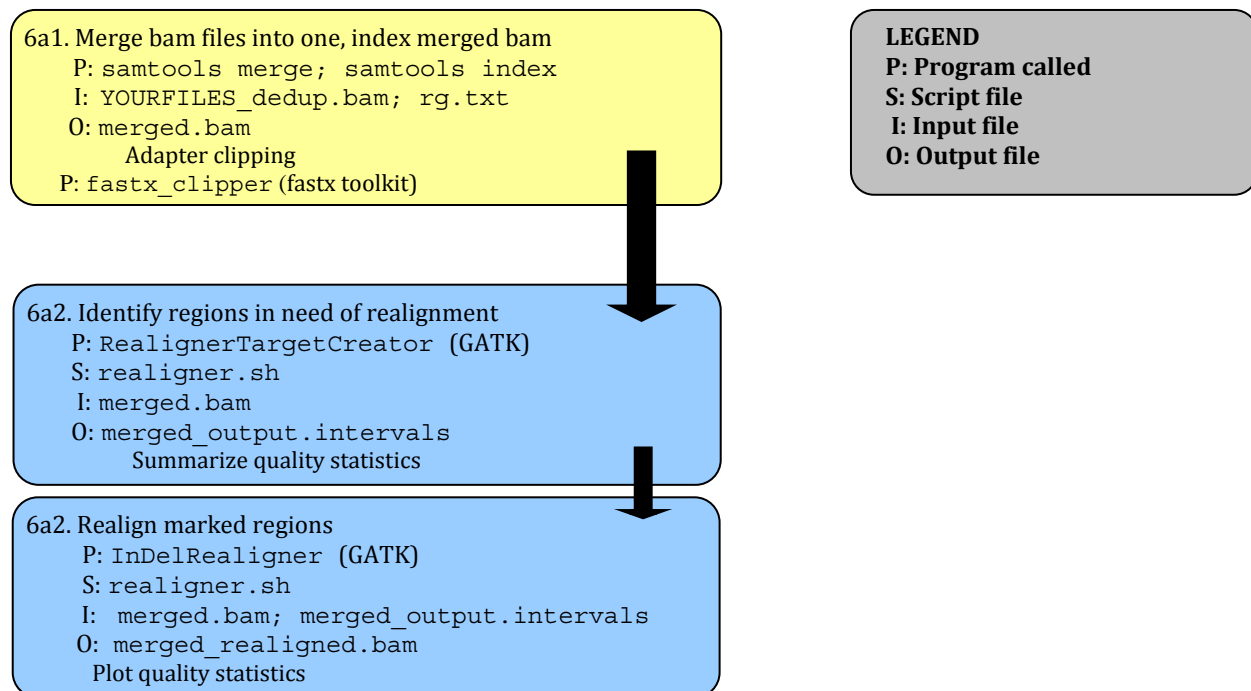 6a1. Merge bam files into one, index merged bam
P: samtools merge; samtools index
I: YOURFILES_dedup.bam; rg.txt
O: merged.bam
Adapter clipping
P: fastx_clipper (fastx toolkit)
LEGEND
P: Program called
S: Script file
I: Input file
O: Output file
6a2. Identify regions in need of realignment
P: RealignerTargetCreator (GATK)
S: realigner.sh
I: merged.bam
O: merged_output.intervals
Summarize quality statistics
6a2. Realign marked regions
P: InDelRealigner (GATK)
S: realigner.sh
I: merged.bam; merged_output.intervals
O: merged_realigned.bam
Plot quality statistics